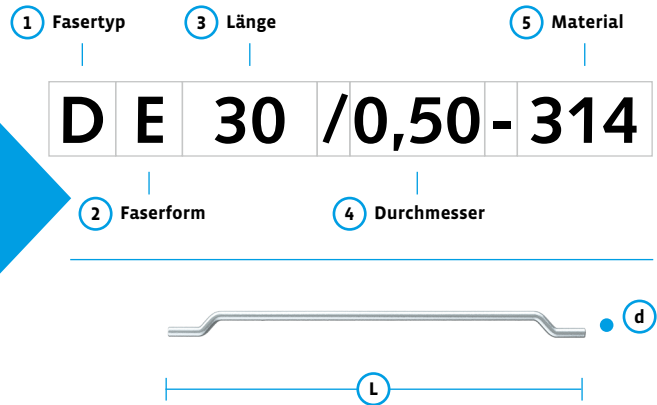 1 Fasertyp 3 Länge 5 Material
D E 30 /0,50-314
2 Faserform 4 Durchmesser
d
L